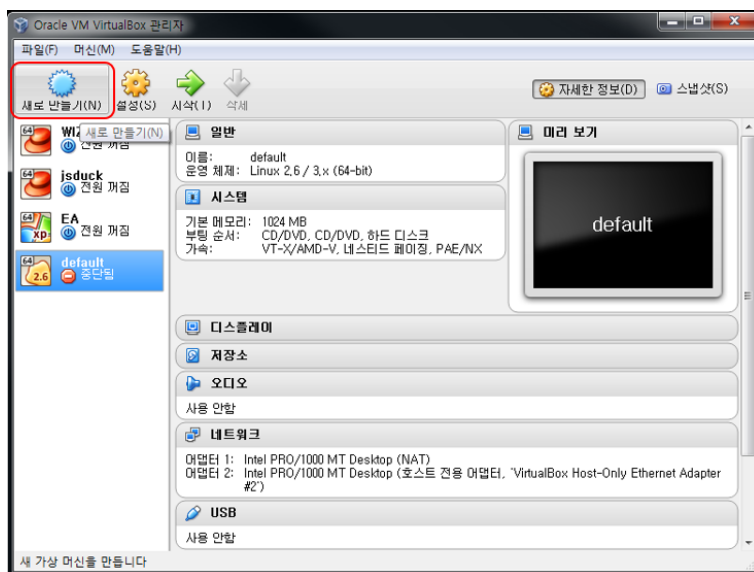 Oracle VM VirtualBox 관리자
파일(F) 머신(M) 도움말(H)
새로 만들기(N) 설정(S) 시작(T) 삭제 자세한 정보(D) 스냅샷(S)
새로 만들기(N)
64
전원 꺼짐
64 jsduck
전원 꺼짐
64 EA
xp 전원 꺼짐
64 default
2.6 중단됨
일반
이름: default
운영 체제: Linux 2.6 / 3.x (64-bit)
시스템
기본 메모리: 1024 MB
부팅 순서: CD/DVD, CD/DVD, 하드 디스크
가속: VT-X/AMD-V, 네스티드 페이징, PAE/NX
미리 보기
default
디스플레이
저장소
오디오
사용 안함
네트워크
어댑터 1: Intel PRO/1000 MT Desktop (NAT)
어댑터 2: Intel PRO/1000 MT Desktop (호스트 전용 어댑터, 'VirtualBox Host-Only Ethernet Adapter
#2')
USB
사용 안함
새 가상 머신을 만듭니다